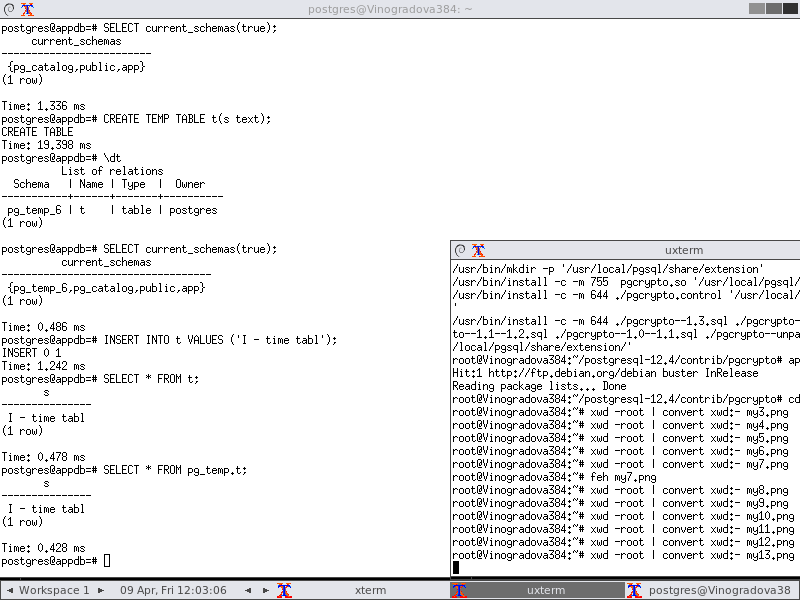 postgres@Vinogradova384: ~
postgres@appdb=# SELECT current_schemas(true);
     current_schemas
-------------------------
 {pg_catalog,public,app}
(1 row)

Time: 1.336 ms
postgres@appdb=# CREATE TEMP TABLE t(s text);
CREATE TABLE
Time: 19.398 ms
postgres@appdb=# \dt
          List of relations
  Schema   | Name | Type  |  Owner
-----------+------+-------+----------
 pg_temp_6 | t    | table | postgres
(1 row)

postgres@appdb=# SELECT current_schemas(true);
          current_schemas
-----------------------------------
 {pg_temp_6,pg_catalog,public,app}
(1 row)

Time: 0.486 ms
postgres@appdb=# INSERT INTO t VALUES ('I - time tabl');
INSERT 0 1
Time: 1.242 ms
postgres@appdb=# SELECT * FROM t;
       s
---------------
 I - time tabl
(1 row)

Time: 0.478 ms
postgres@appdb=# SELECT * FROM pg_temp.t;
       s
---------------
 I - time tabl
(1 row)

Time: 0.428 ms
postgres@appdb=#
uxterm
/usr/bin/mkdir -p '/usr/local/pgsql/share/extension'
/usr/bin/install -c -m 755  pgcrypto.so '/usr/local/pgsql/
/usr/bin/install -c -m 644 ./pgcrypto.control '/usr/local/
'
/usr/bin/install -c -m 644 ./pgcrypto--1.3.sql ./pgcrypto-
to--1.1--1.2.sql ./pgcrypto--1.0--1.1.sql ./pgcrypto--unpa
/local/pgsql/share/extension/'
root@Vinogradova384:~/postgresql-12.4/contrib/pgcrypto# ap
Hit:1 http://ftp.debian.org/debian buster InRelease
Reading package lists... Done
root@Vinogradova384:~/postgresql-12.4/contrib/pgcrypto# cd
root@Vinogradova384:~# xwd -root | convert xwd:- my3.png
root@Vinogradova384:~# xwd -root | convert xwd:- my4.png
root@Vinogradova384:~# xwd -root | convert xwd:- my5.png
root@Vinogradova384:~# xwd -root | convert xwd:- my6.png
root@Vinogradova384:~# xwd -root | convert xwd:- my7.png
root@Vinogradova384:~# feh my7.png
root@Vinogradova384:~# xwd -root | convert xwd:- my8.png
root@Vinogradova384:~# xwd -root | convert xwd:- my9.png
root@Vinogradova384:~# xwd -root | convert xwd:- my10.png
root@Vinogradova384:~# xwd -root | convert xwd:- my11.png
root@Vinogradova384:~# xwd -root | convert xwd:- my12.png
root@Vinogradova384:~# xwd -root | convert xwd:- my13.png
Workspace 1 09 Apr, Fri 12:03:06 xterm uxterm postgres@Vinogradova38